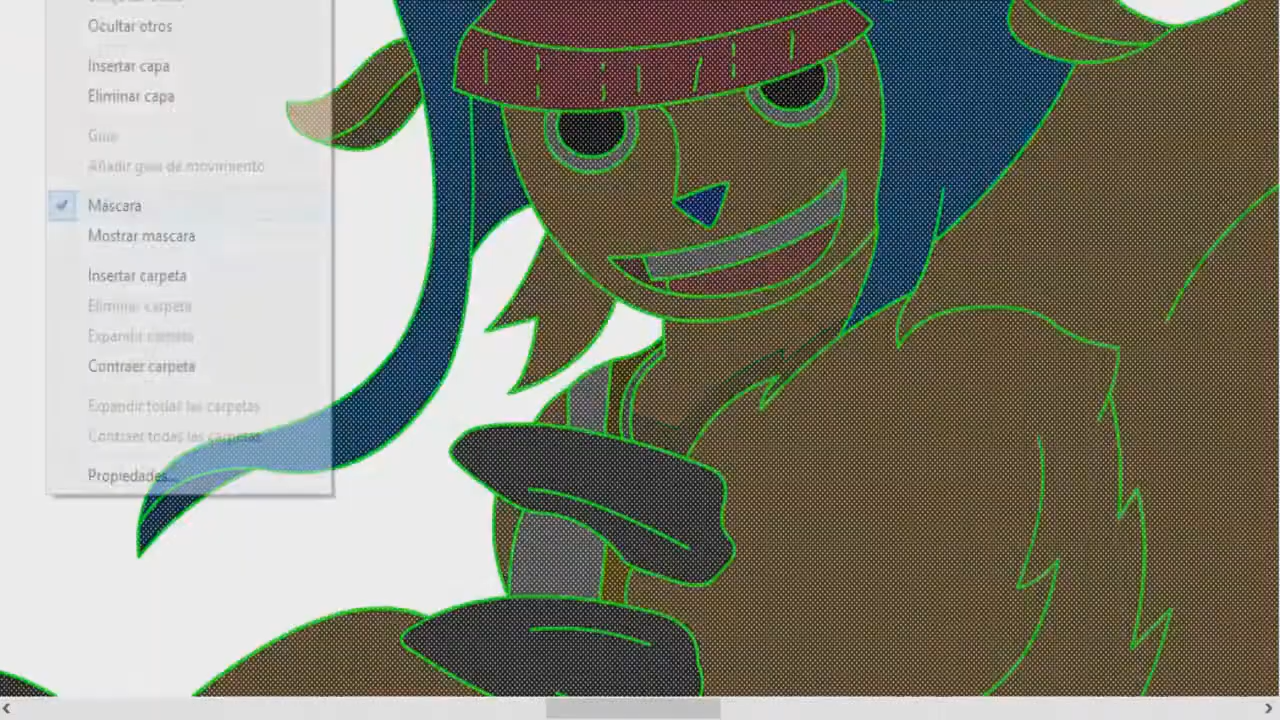 Ocultar otros
Insertar capa
Eliminar capa
Guía
Añadir guía de movimiento
Máscara
Mostrar máscara
Insertar carpeta
Eliminar carpeta
Expandir carpeta
Contraer carpeta
Expandir todas las carpetas
Contraer todas las carpetas
Propiedades...